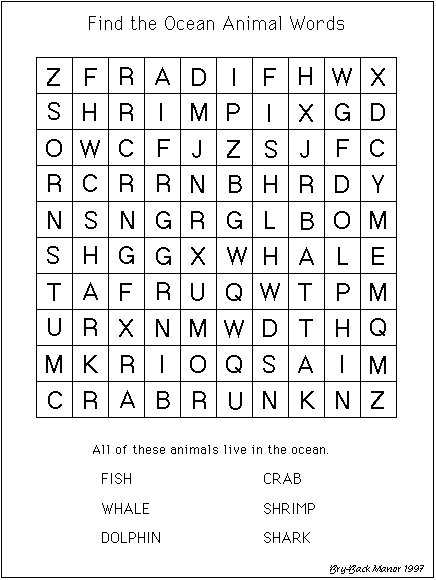 Find the Ocean Animal Words
Z F R A D I F H W X
S H R I M P I X G D
O W C F J Z S J F C
R C R R N B H R D Y
N S N G R G L B O M
S H G G X W H A L E
T A F R U Q W T P M
U R X N M W D T H Q
M K R I O Q S A I M
C R A B R U N K N Z
All of these animals live in the ocean.
FISH CRAB
WHALE SHRIMP
DOLPHIN SHARK
Bry-Back Manor 1997